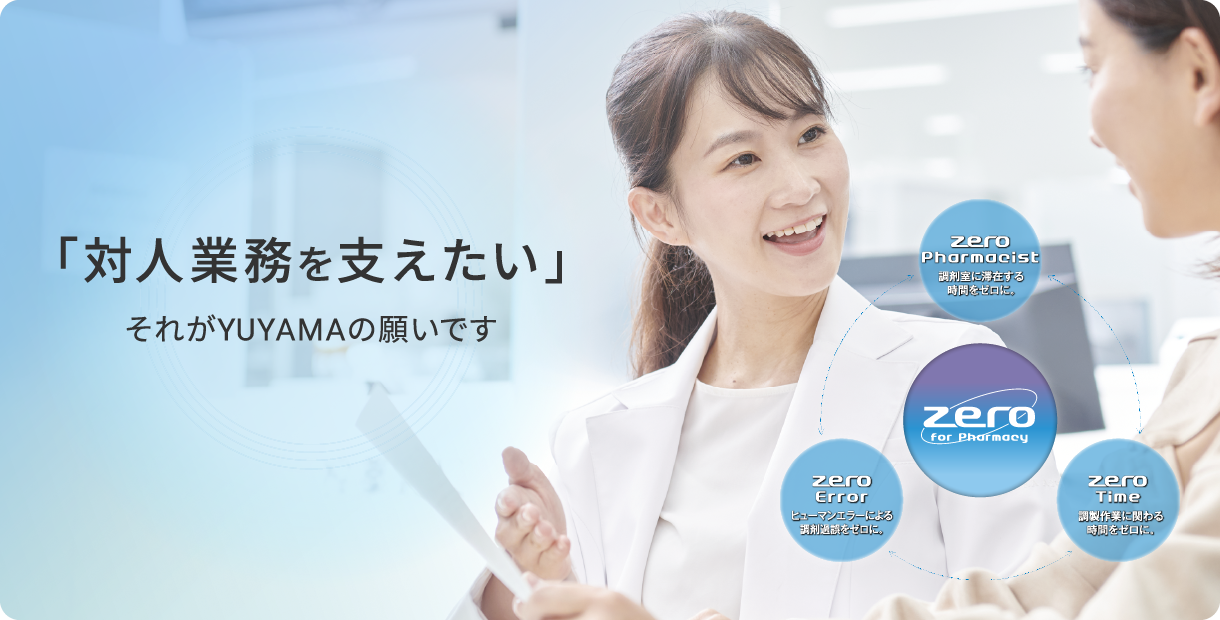 「対人業務を支えたい」
それがYUYAMAの願いです
zero
Pharmacist
調剤室に滞在する
時間をゼロに。
zero
for Pharmacy
zero
Error
ヒューマンエラーによる
調剤過誤をゼロに。
zero
Time
調製作業に関わる
時間をゼロに。